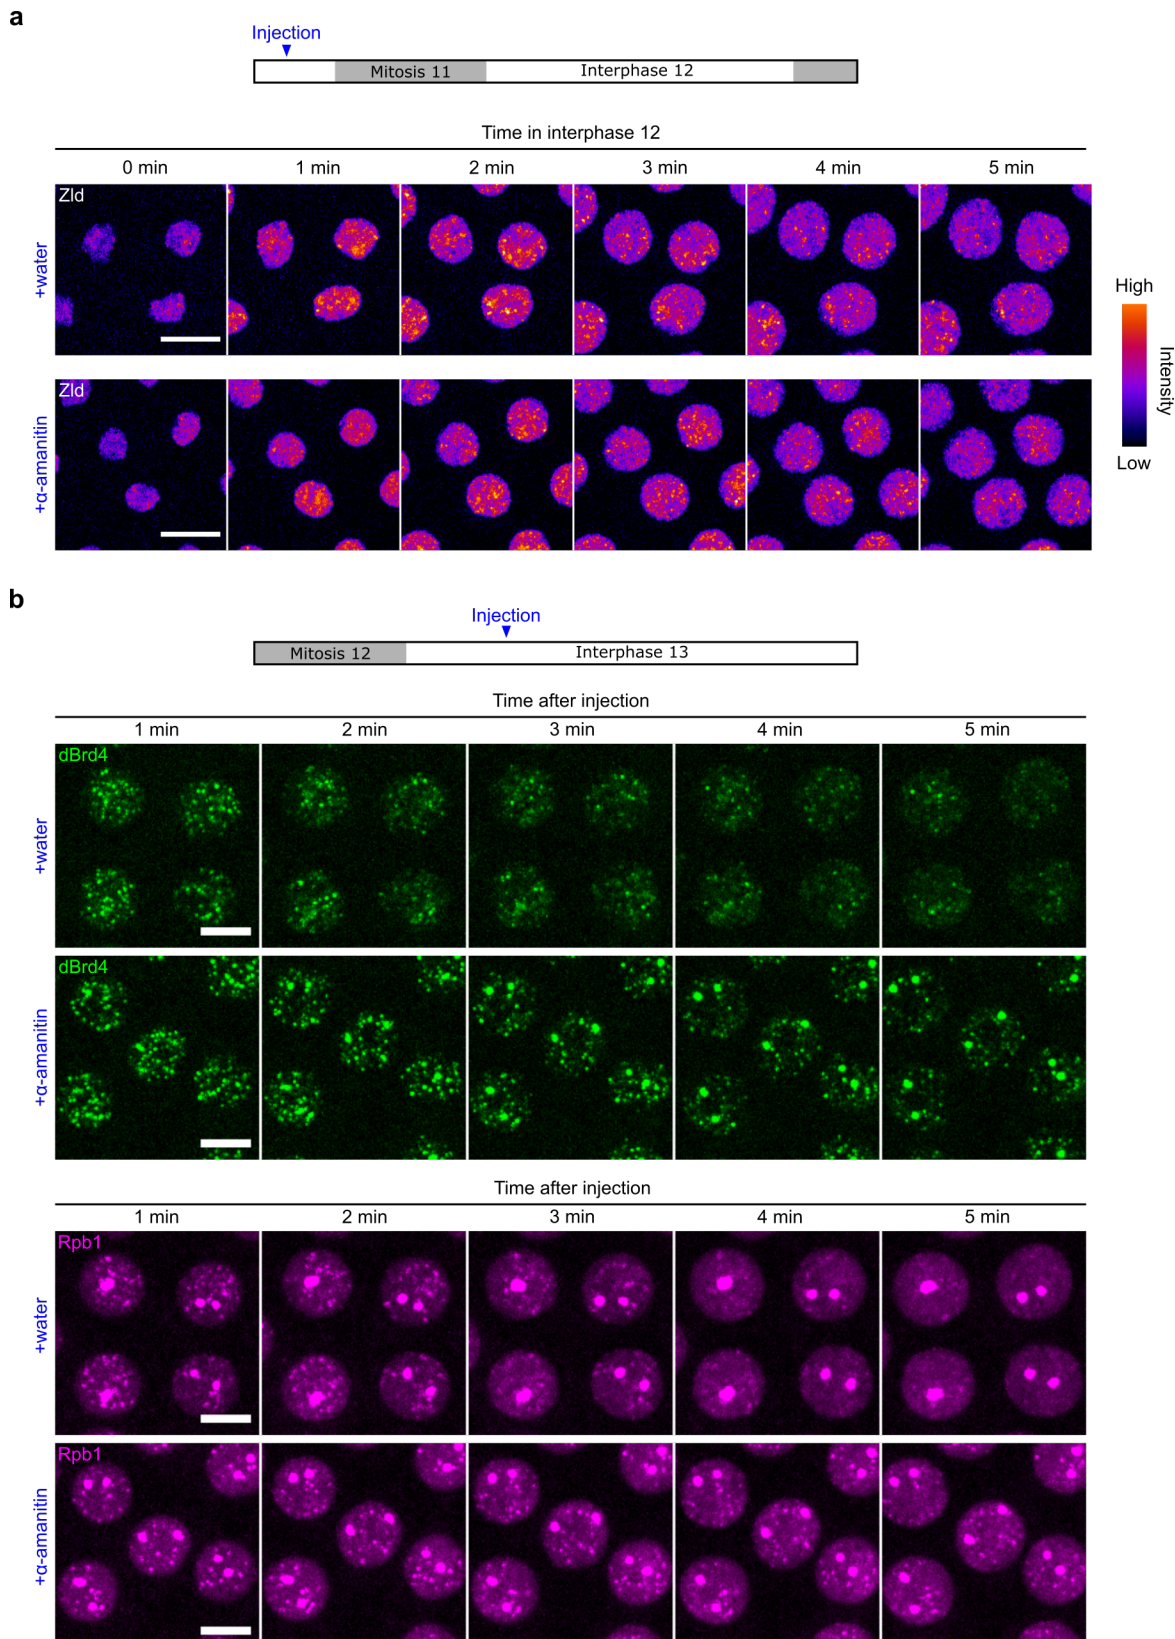 a
Injection
Mitosis 11
Interphase 12
Time in interphase 12
0 min
1 min
2 min
3 min
4 min
5 min
+water
Zld
+α-amanitin
Zld
High
Intensity
Low
b
Injection
Mitosis 12
Interphase 13
Time after injection
1 min
2 min
3 min
4 min
5 min
+water
dBrd4
+α-amanitin
dBrd4
Time after injection
1 min
2 min
3 min
4 min
5 min
+water
Rpb1
+α-amanitin
Rpb1